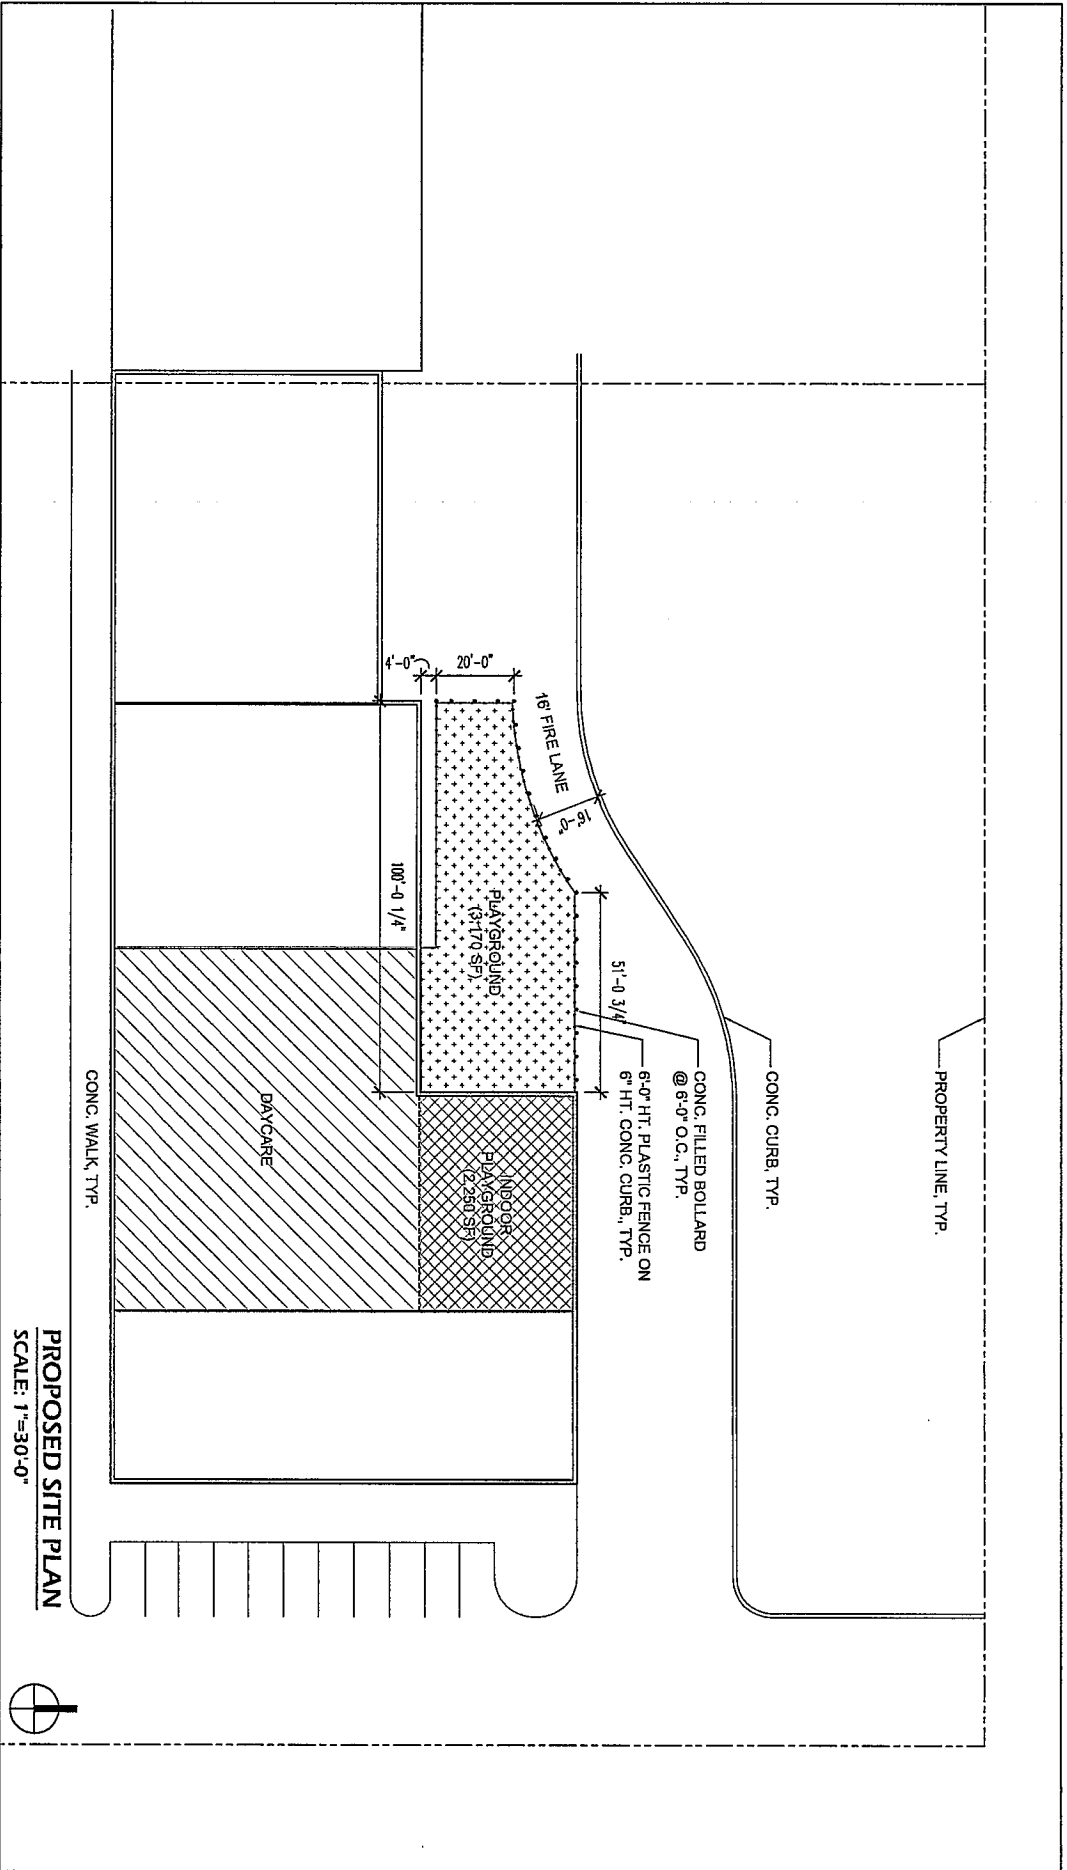 PROPERTY LINE, TYP.
CONC. CURB, TYP.
CONC. FILLED BOLLARD
@ 6'-0" O.C., TYP.
6'-0" HT. PLASTIC FENCE ON
6" HT. CONC. CURB., TYP.
51'-0 3/4"
16' FIRE LANE
16'-0"
20'-0"
4'-0"
PLAYGROUND
(3,170 SF)
100'-0 1/4"
INDOOR
PLAYGROUND
(2,250 SF)
DAYCARE
CONC. WALK, TYP.
PROPOSED SITE PLAN
SCALE: 1"=30'-0"